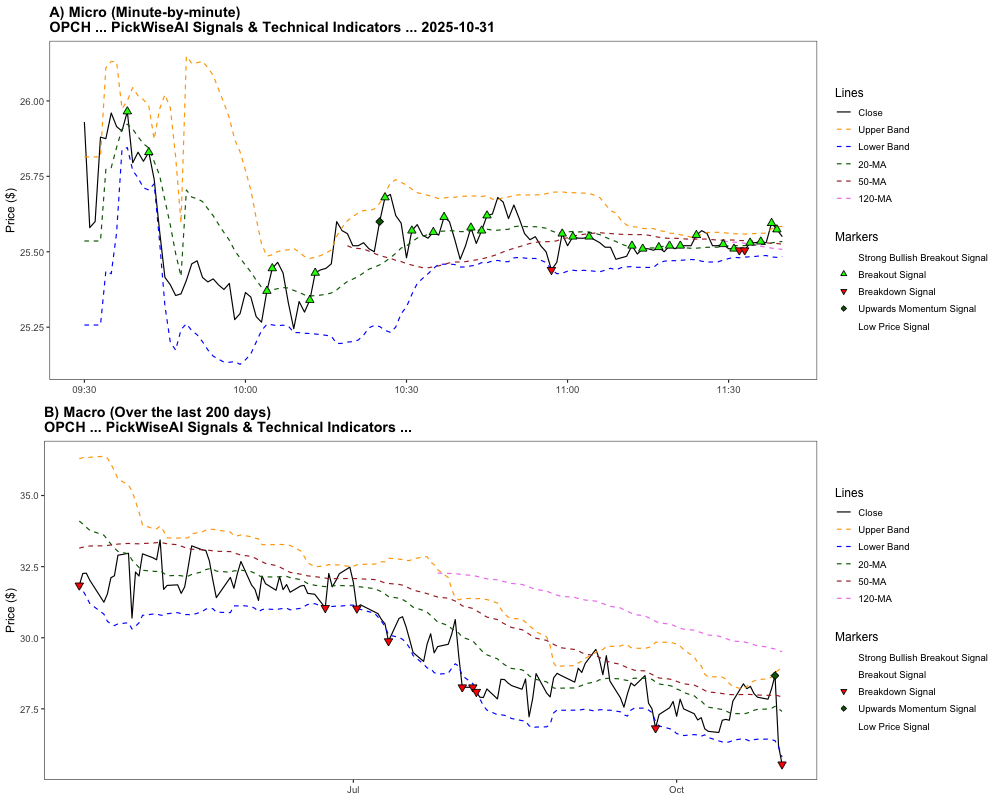 A) Micro (Minute-by-minute)
OPCH ... PickWiseAI Signals & Technical Indicators ... 2025-10-31
Price ($)
26.00
25.75
25.50
25.25
09:30
10:00
10:30
11:00
11:30
Lines
Close
Upper Band
Lower Band
20-MA
50-MA
120-MA
Markers
Strong Bullish Breakout Signal
Breakout Signal
Breakdown Signal
Upwards Momentum Signal
Low Price Signal
B) Macro (Over the last 200 days)
OPCH ... PickWiseAI Signals & Technical Indicators ...
Price ($)
35.0
32.5
30.0
27.5
Jul
Oct
Lines
Close
Upper Band
Lower Band
20-MA
50-MA
120-MA
Markers
Strong Bullish Breakout Signal
Breakout Signal
Breakdown Signal
Upwards Momentum Signal
Low Price Signal